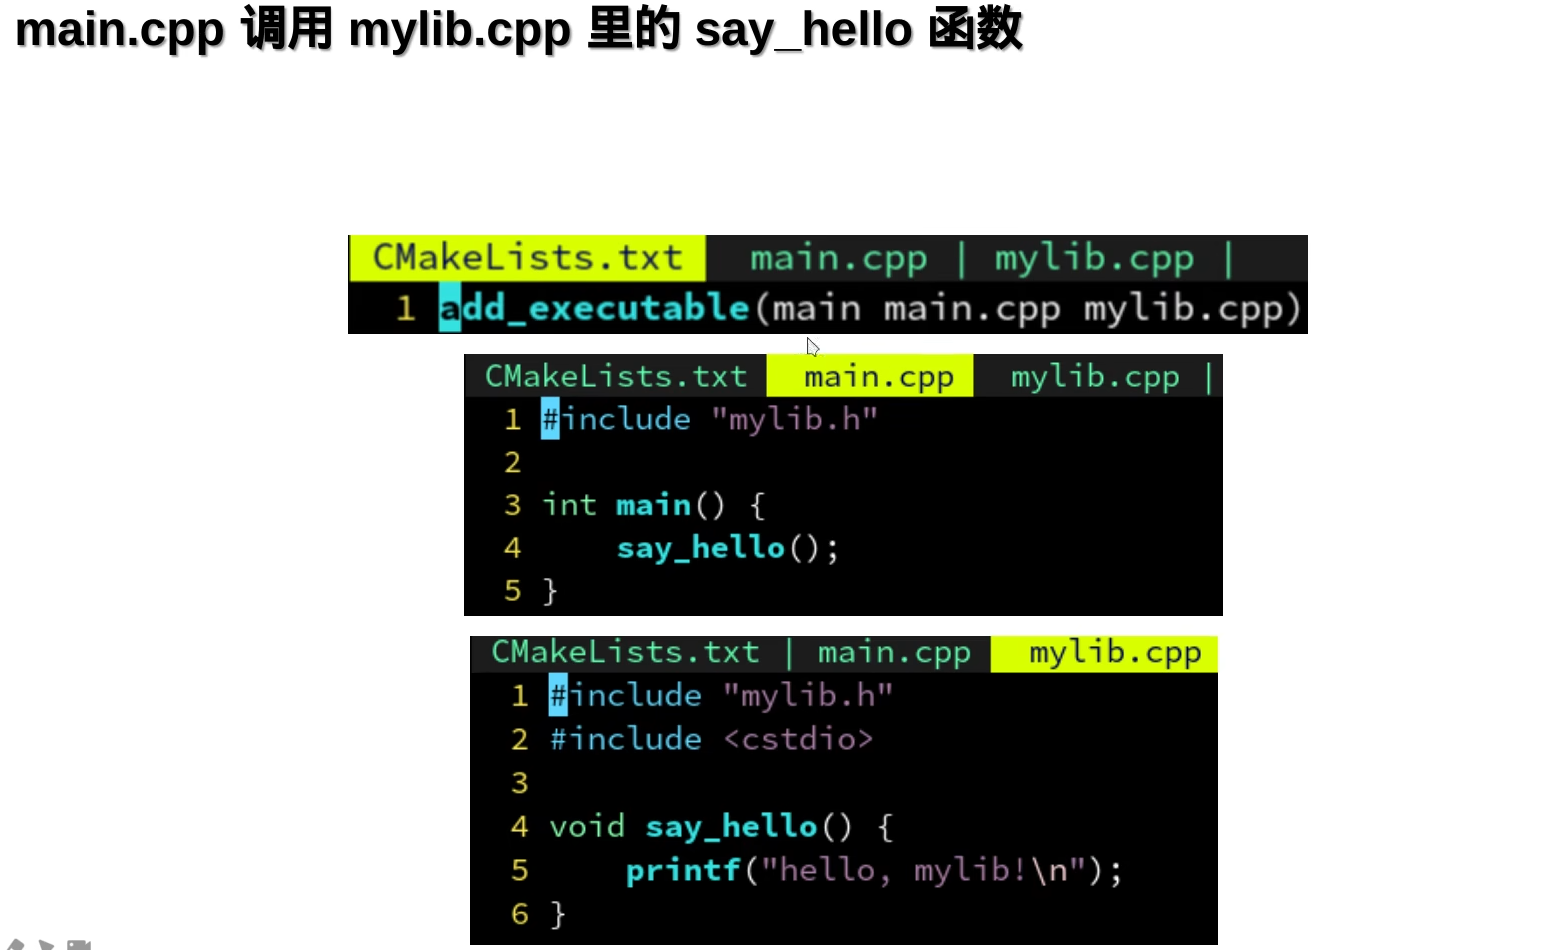 main.cpp 调用 mylib.cpp 里的 say_hello 函数
CMakeLists.txt main.cpp | mylib.cpp |
1 add_executable(main main.cpp mylib.cpp)
CMakeLists.txt main.cpp mylib.cpp |
1 #include "mylib.h"
2
3 int main() {
4     say_hello();
5 }
CMakeLists.txt | main.cpp mylib.cpp
1 #include "mylib.h"
2 #include <cstdio>
3
4 void say_hello() {
5     printf("hello, mylib!\n");
6 }